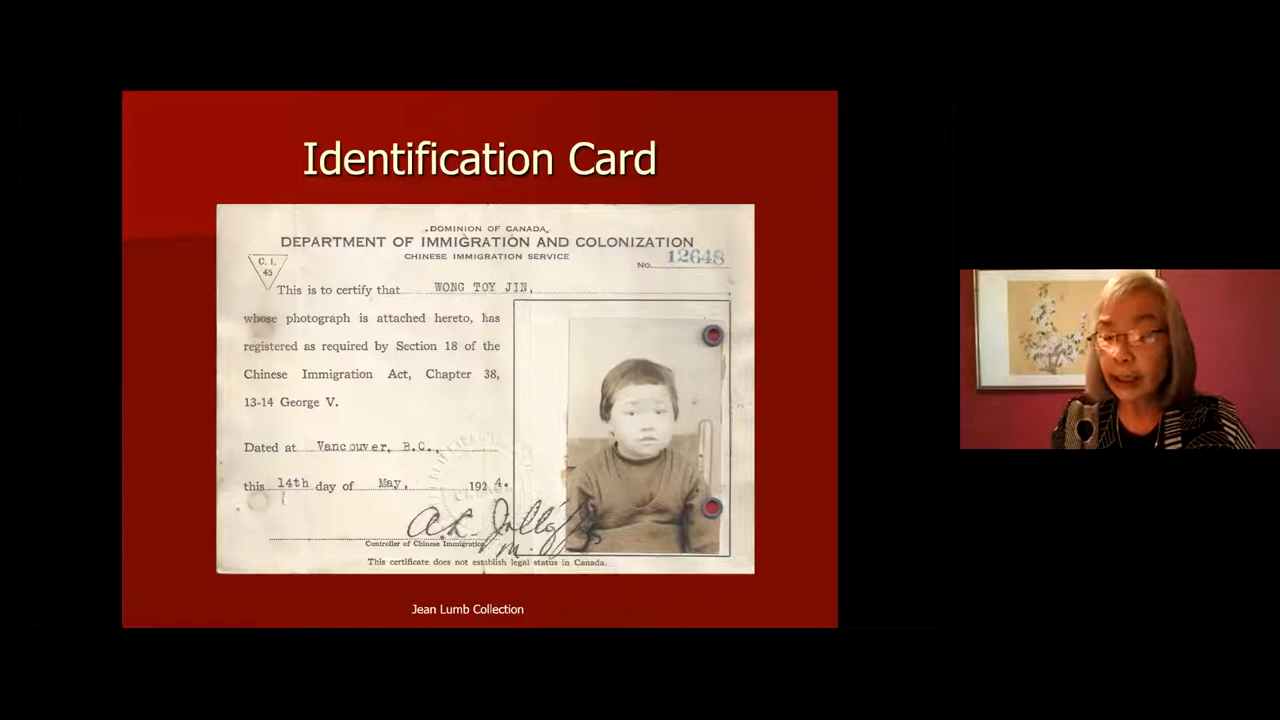 Identification Card
DOMINION OF CANADA,
DEPARTMENT OF IMMIGRATION AND COLONIZATION
CHINESE IMMIGRATION SERVICE
No. 12648
C. I.
45
This is to certify that WONG TOY JIN,
whose photograph is attached hereto, has
registered as required by Section 18 of the
Chinese Immigration Act, Chapter 38,
13-14 George V.
Dated at Vancouver, B.C.,
this 14th day of May, 1924.
Controller of Chinese Immigration
This certificate does not establish legal status in Canada.
Jean Lumb Collection